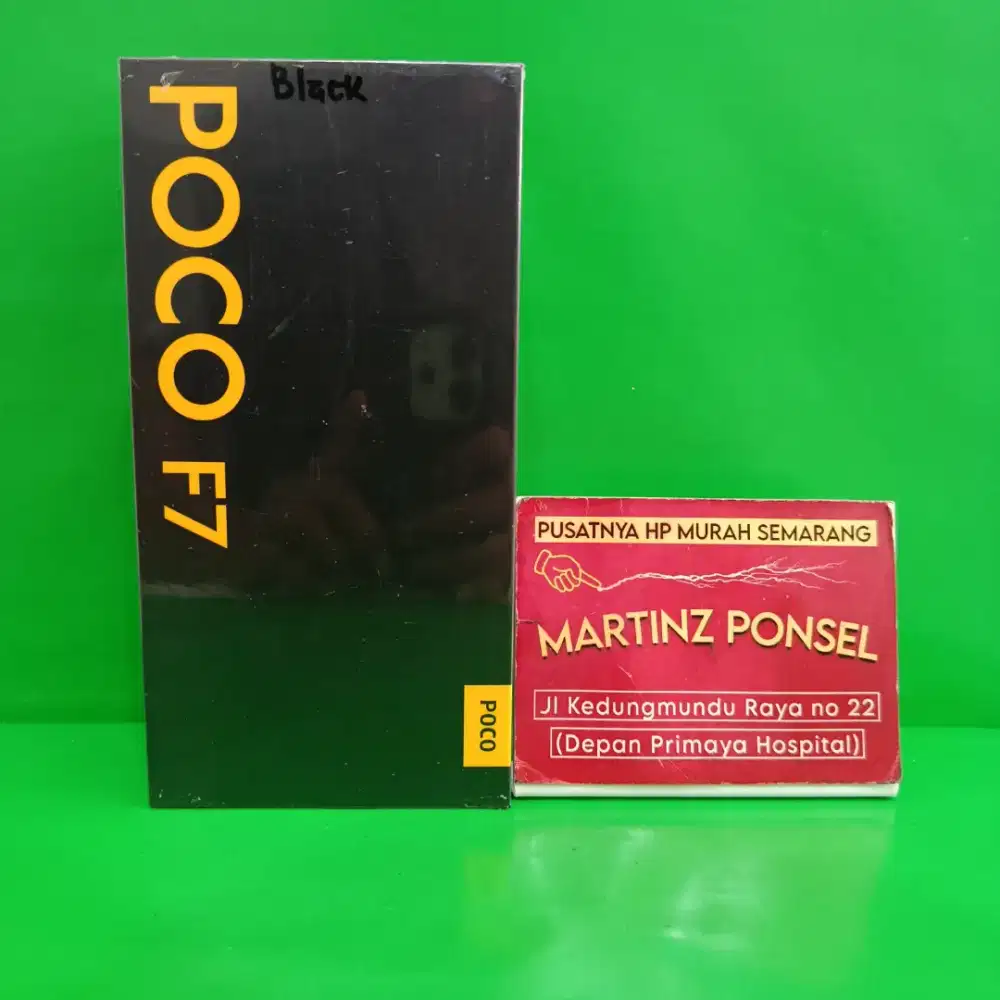 Black
POCO F7
POCO
PUSATNYA HP MURAH SEMARANG
MARTINZ PONSEL
Jl Kedungmundu Raya no 22
(Depan Primaya Hospital)